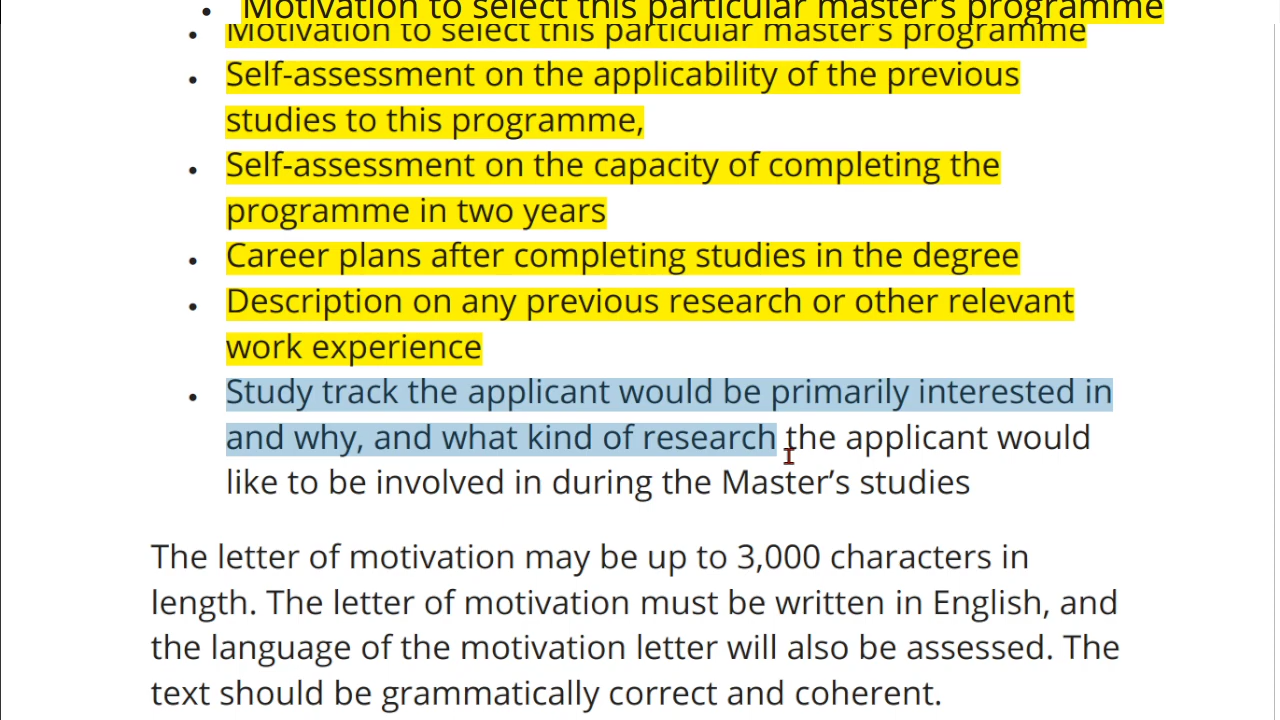 Motivation to select this particular master's programme
Motivation to select this particular master's programme
Self-assessment on the applicability of the previous
studies to this programme,
Self-assessment on the capacity of completing the
programme in two years
Career plans after completing studies in the degree
Description on any previous research or other relevant
work experience
Study track the applicant would be primarily interested in
and why, and what kind of research the applicant would
like to be involved in during the Master’s studies
The letter of motivation may be up to 3,000 characters in
length. The letter of motivation must be written in English, and
the language of the motivation letter will also be assessed. The
text should be grammatically correct and coherent.